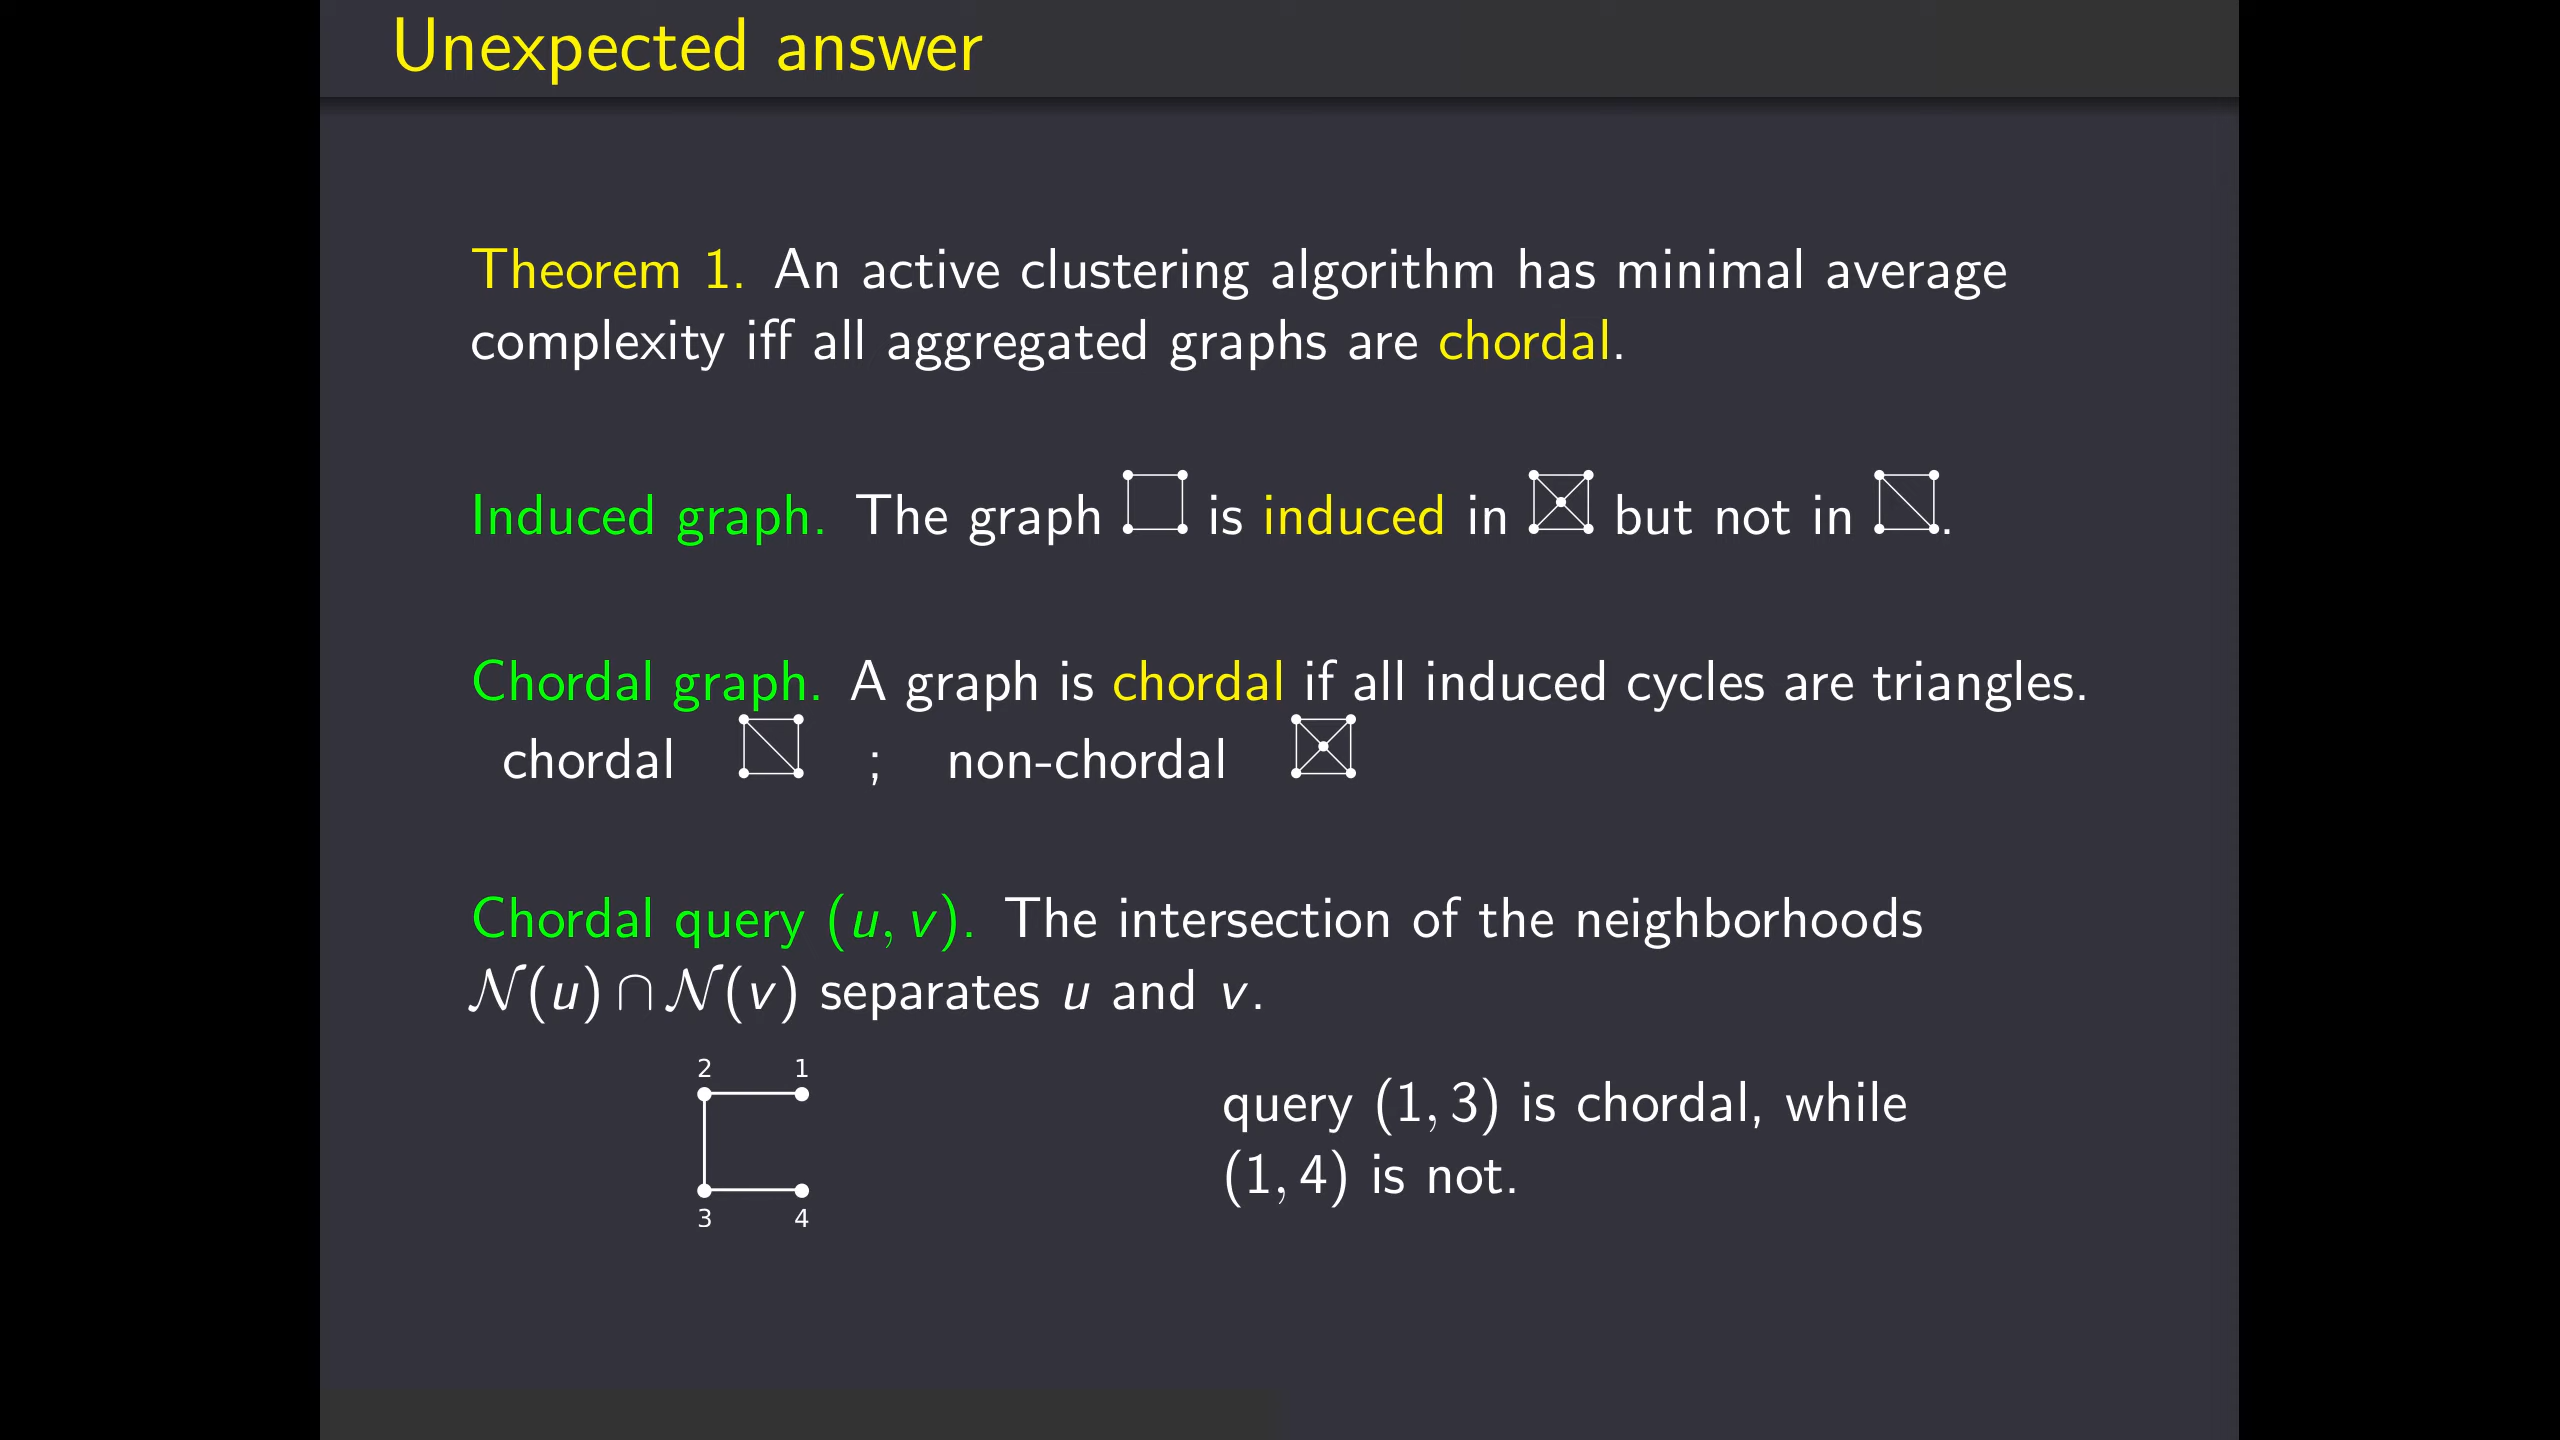 Unexpected answer
Theorem 1. An active clustering algorithm has minimal average
complexity iff all aggregated graphs are chordal.
Induced graph. The graph is induced in but not in .
Chordal graph. A graph is chordal if all induced cycles are triangles.
chordal ; non-chordal
Chordal query (u, v). The intersection of the neighborhoods
𝒩(u) ∩ 𝒩(v) separates u and v.
2 1
query (1, 3) is chordal, while
(1, 4) is not.
3 4